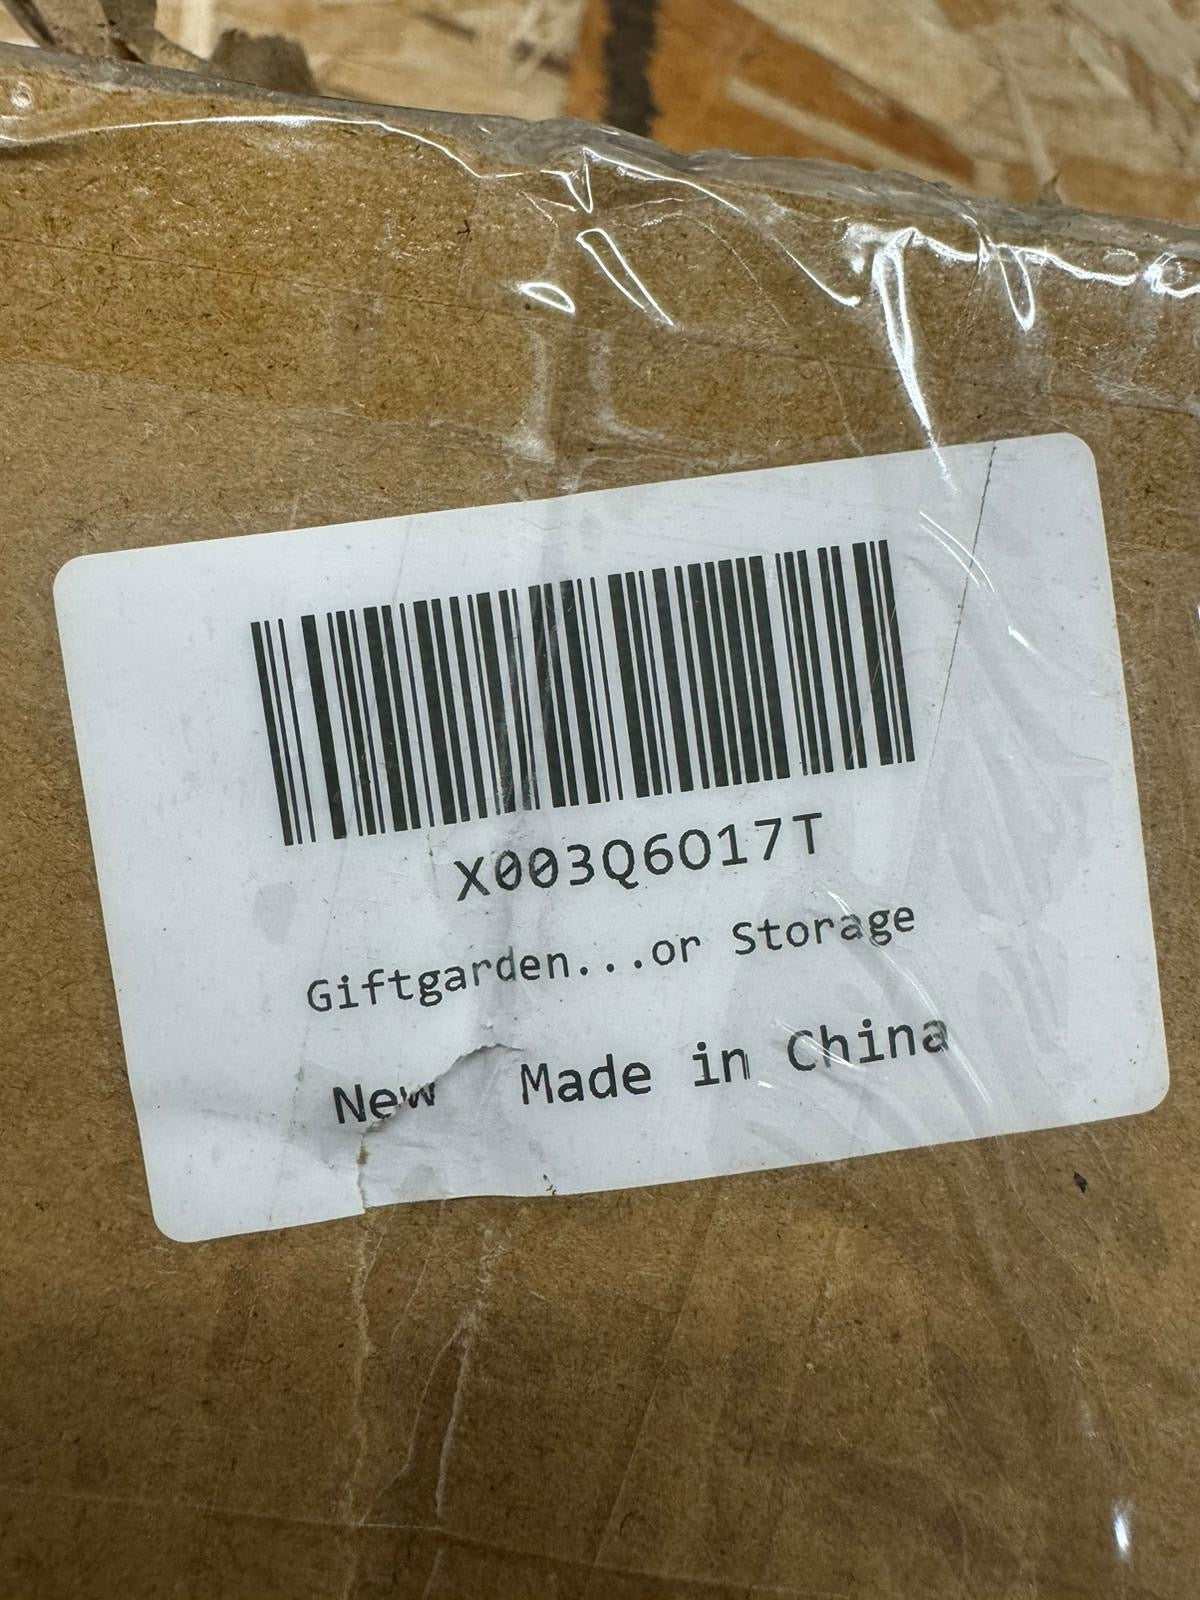 X003Q6O17T
Giftgarden...or Storage
New Made in China